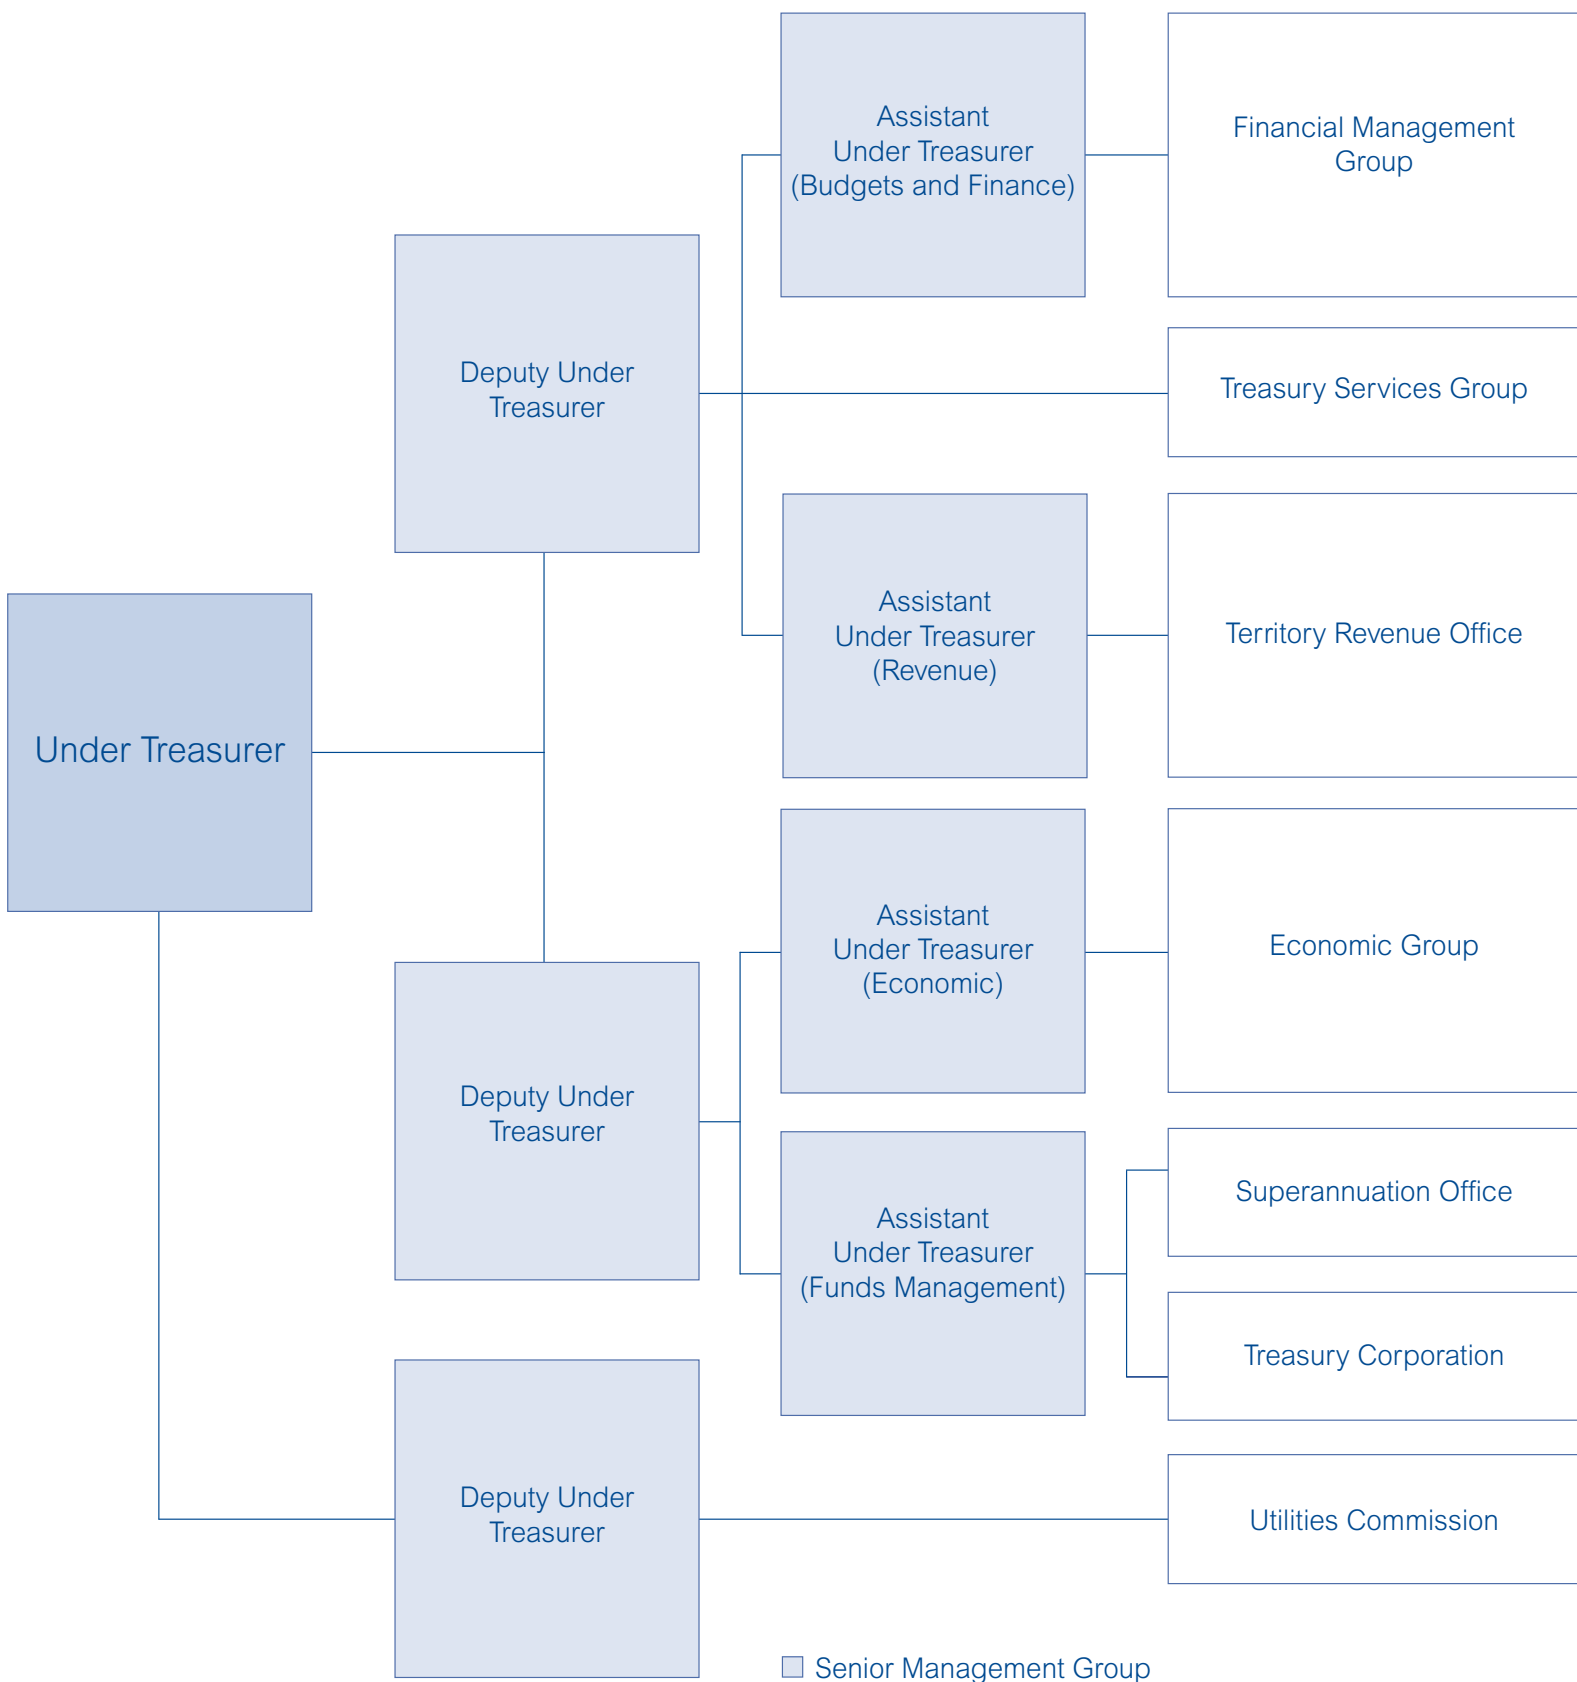 Assistant
Under Treasurer
(Budgets and Finance)
Financial Management
Group
Deputy Under
Treasurer
Treasury Services Group
Assistant
Under Treasurer
(Revenue)
Territory Revenue Office
Under Treasurer
Assistant
Under Treasurer
(Economic)
Economic Group
Deputy Under
Treasurer
Assistant
Under Treasurer
(Funds Management)
Superannuation Office
Treasury Corporation
Deputy Under
Treasurer
Utilities Commission
Senior Management Group